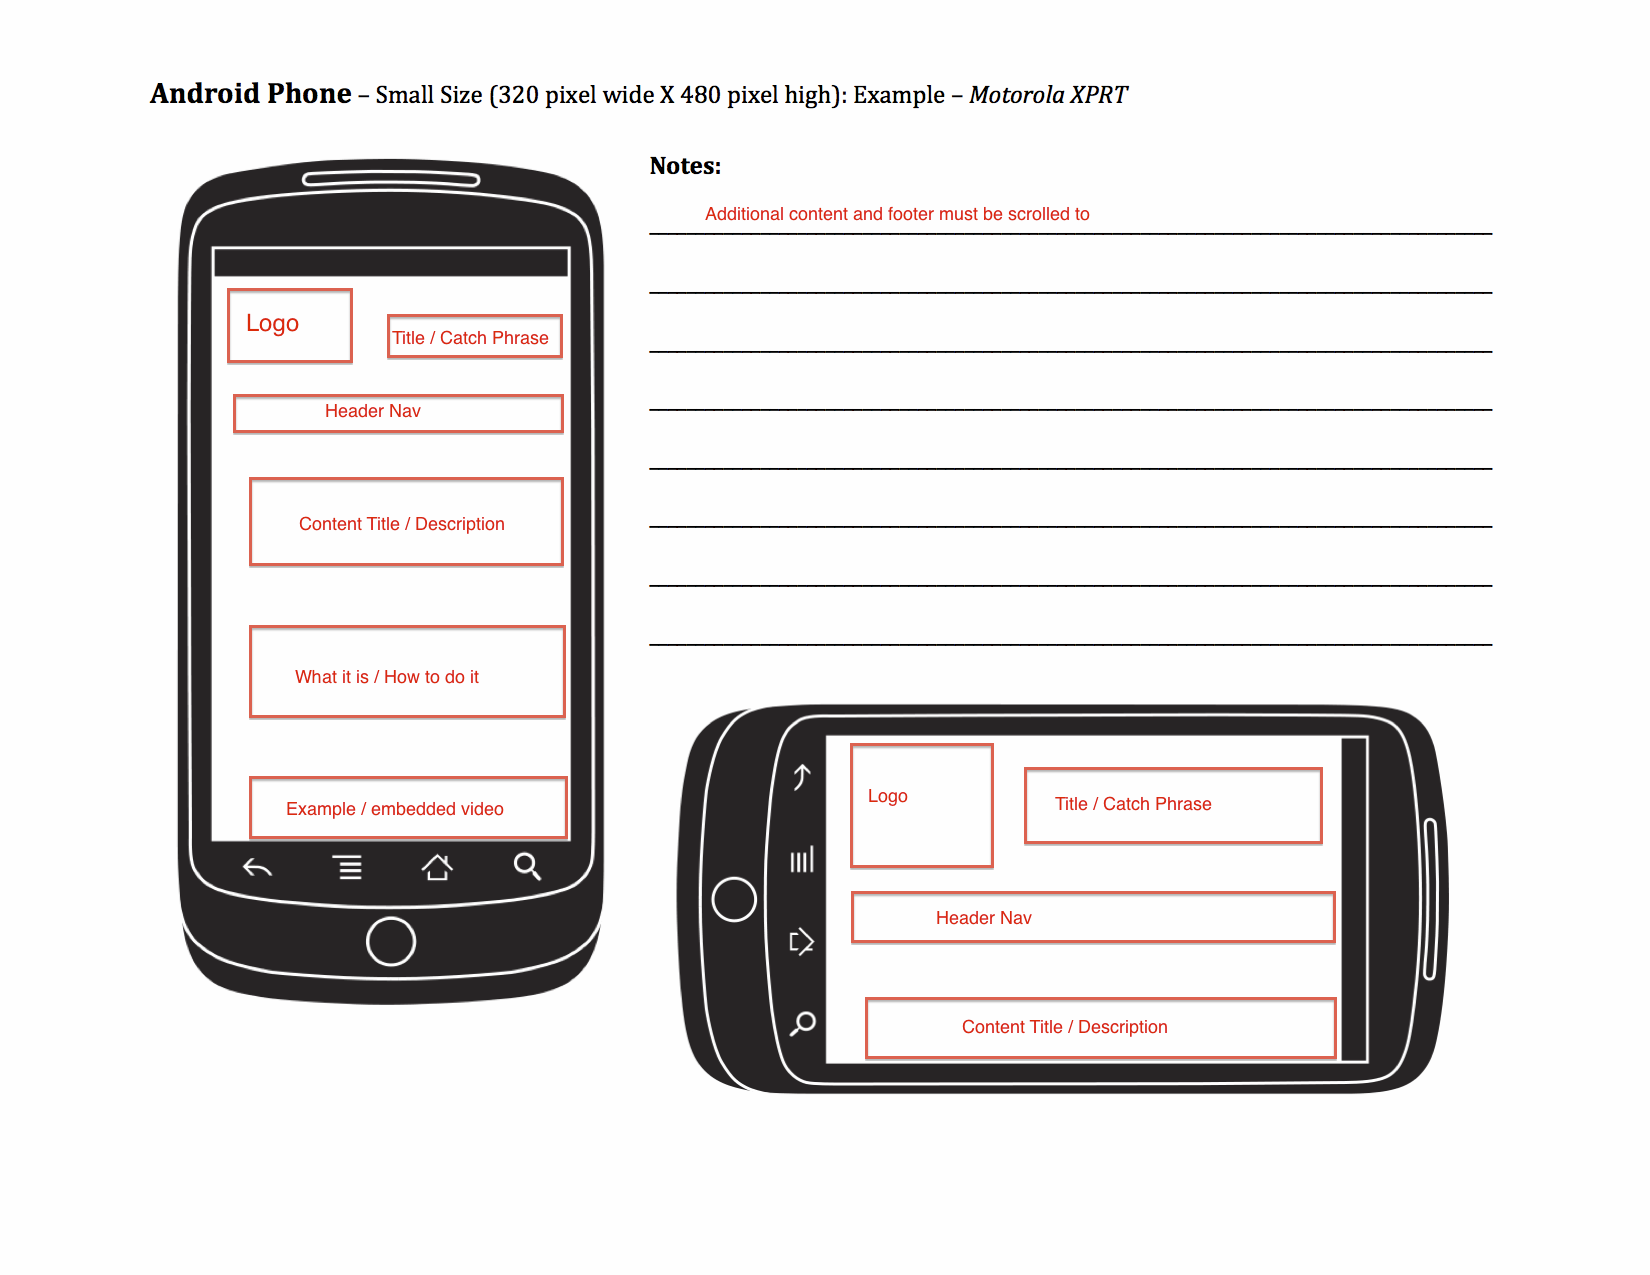 Android Phone – Small Size (320 pixel wide X 480 pixel high): Example – Motorola XPRT
Notes:
Additional content and footer must be scrolled to
Logo
Title / Catch Phrase
Header Nav
Content Title / Description
What it is / How to do it
Example / embedded video
Logo
Title / Catch Phrase
Header Nav
Content Title / Description